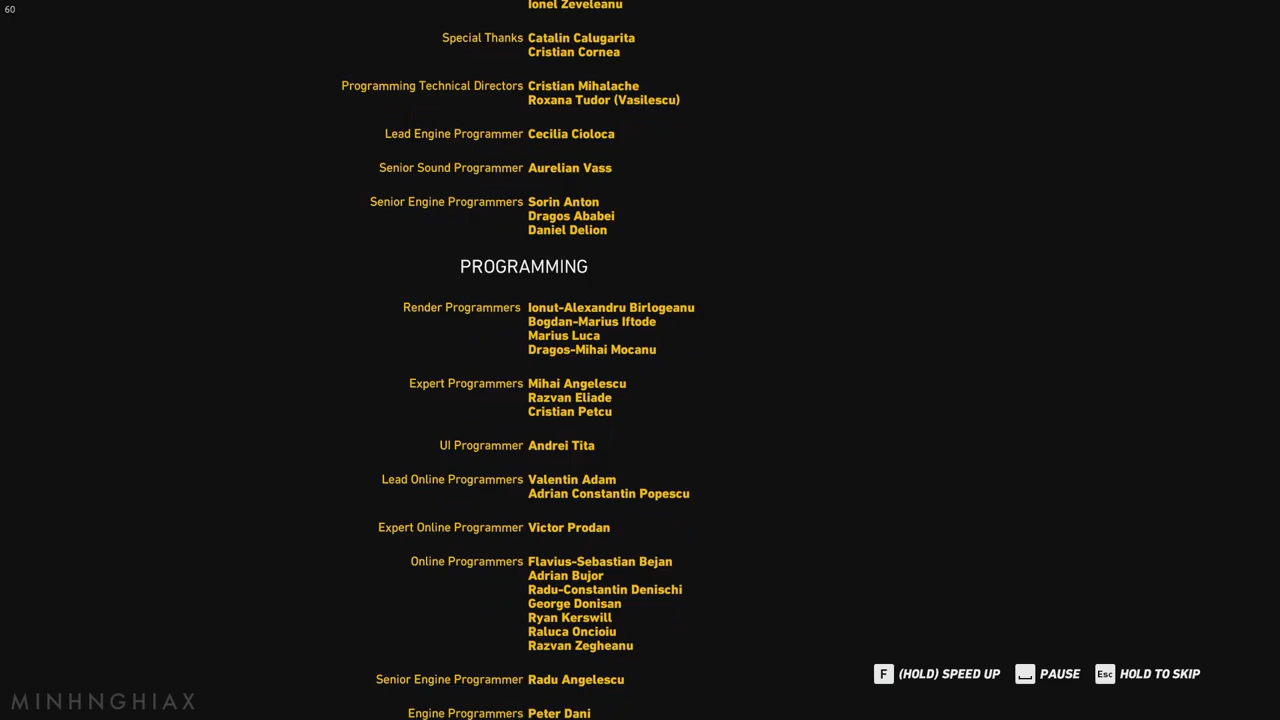 60
Ionel Zeveleanu
Special Thanks Catalin Calugarita
Cristian Cornea
Programming Technical Directors Cristian Mihalache
Roxana Tudor (Vasilescu)
Lead Engine Programmer Cecilia Cioloca
Senior Sound Programmer Aurelian Vass
Senior Engine Programmers Sorin Anton
Dragos Ababei
Daniel Delion
PROGRAMMING
Render Programmers Ionut-Alexandru Birlogeanu
Bogdan-Marius Iftode
Marius Luca
Dragos-Mihai Mocanu
Expert Programmers Mihai Angelescu
Razvan Eliade
Cristian Petcu
UI Programmer Andrei Tita
Lead Online Programmers Valentin Adam
Adrian Constantin Popescu
Expert Online Programmer Victor Prodan
Online Programmers Flavius-Sebastian Bejan
Adrian Bujor
Radu-Constantin Denischi
George Donisan
Ryan Kerswill
Raluca Oncioiu
Razvan Zegheanu
Senior Engine Programmer Radu Angelescu
Engine Programmers Peter Dani
F (HOLD) SPEED UP PAUSE Esc HOLD TO SKIP
MINHNGHIAX